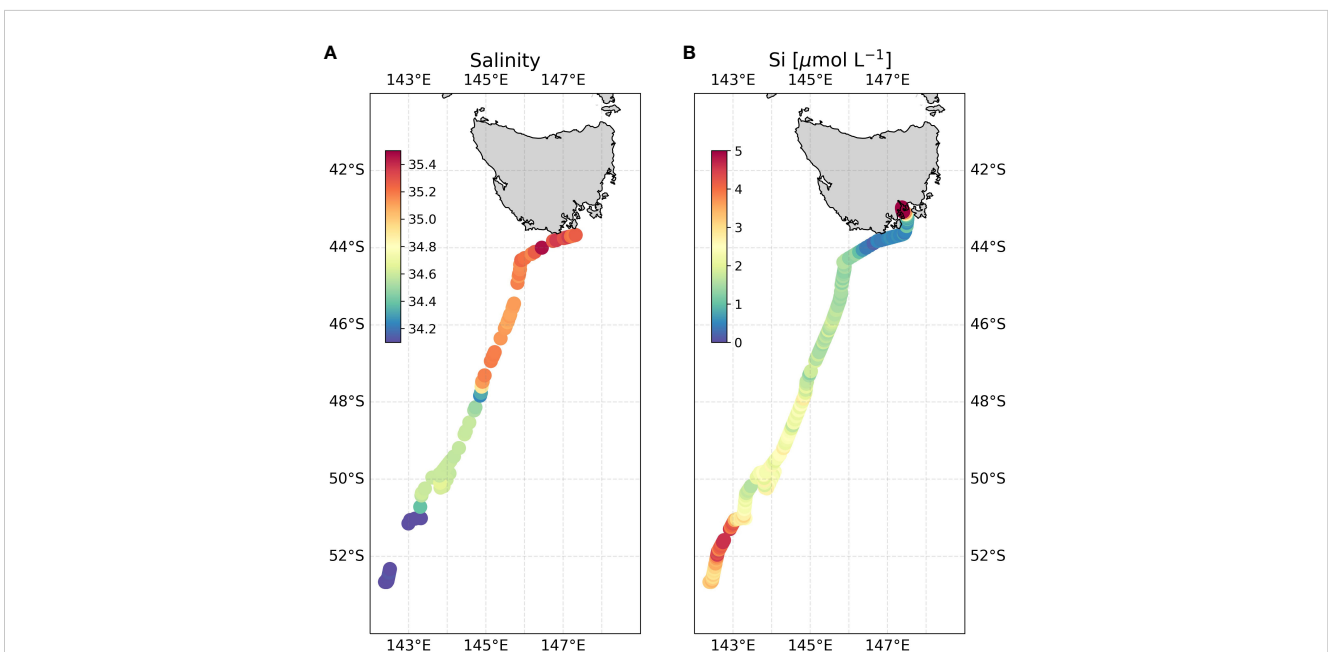 A
Salinity
143°E 145°E 147°E
42°S
44°S
46°S
48°S
50°S
52°S
35.4
35.2
35.0
34.8
34.6
34.4
34.2
143°E 145°E 147°E
B
Si [μmol L⁻¹]
143°E 145°E 147°E
5
4
3
2
1
0
42°S
44°S
46°S
48°S
50°S
52°S
143°E 145°E 147°E